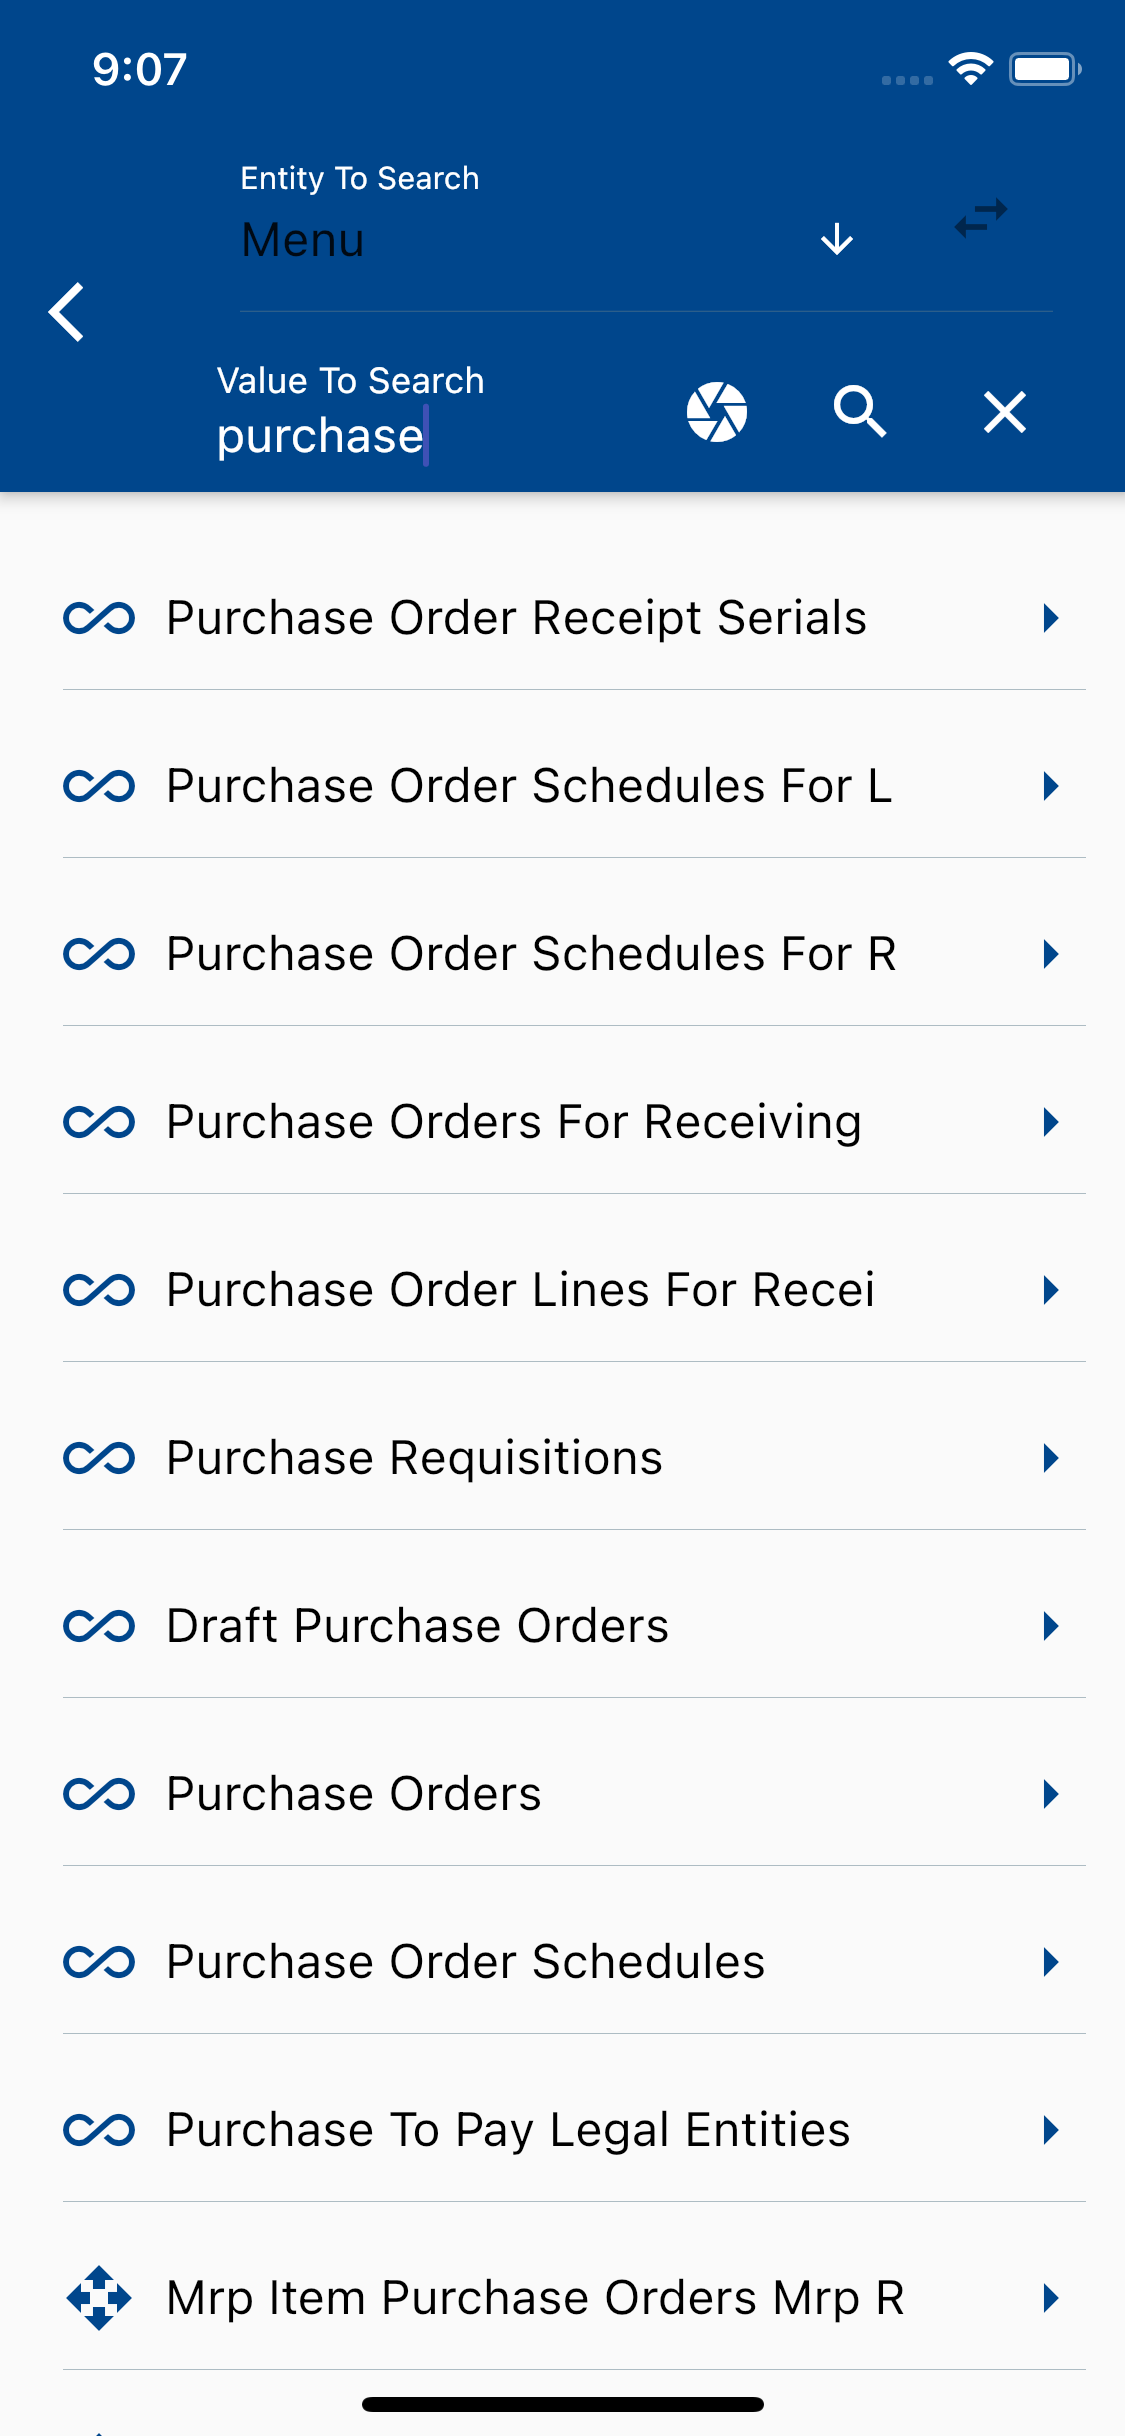 9:07
Entity To Search
Menu
Value To Search
purchase
Purchase Order Receipt Serials
Purchase Order Schedules For L
Purchase Order Schedules For R
Purchase Orders For Receiving
Purchase Order Lines For Recei
Purchase Requisitions
Draft Purchase Orders
Purchase Orders
Purchase Order Schedules
Purchase To Pay Legal Entities
Mrp Item Purchase Orders Mrp R